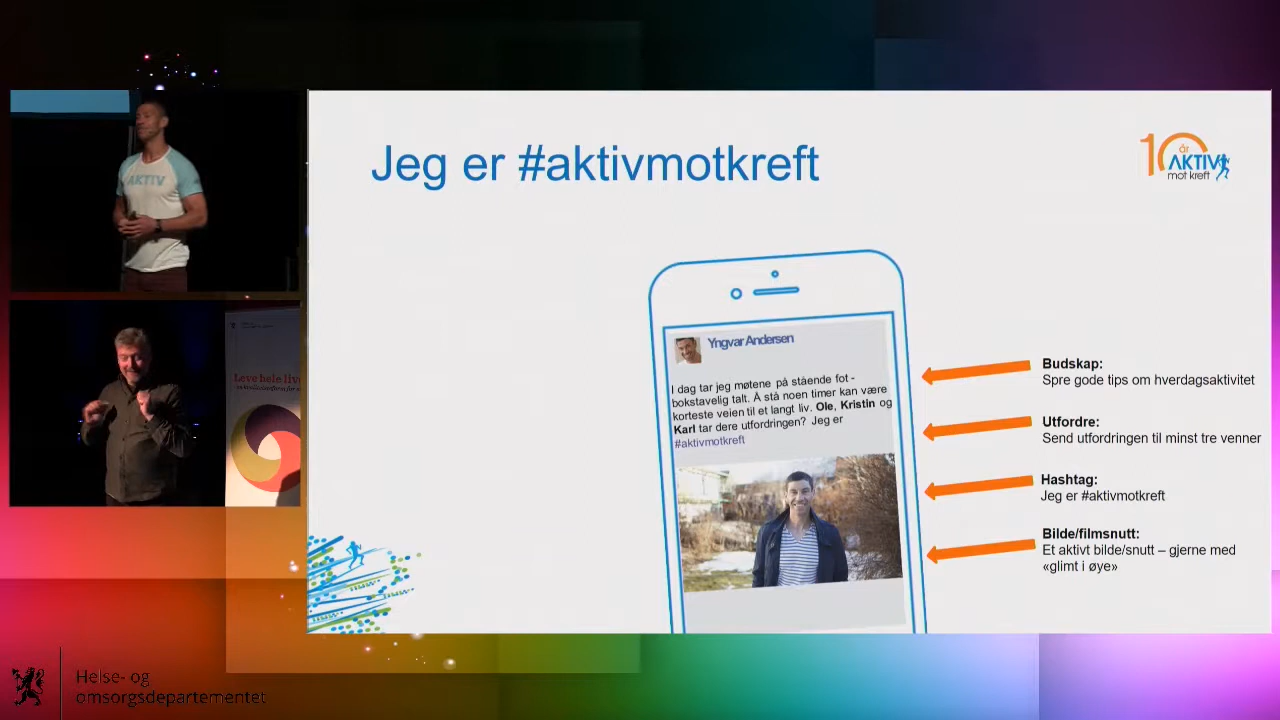 AKTIV
Leve hele livet
Helse- og
omsorgsdepartementet
Jeg er #aktivmotkreft
10 år
AKTIV
mot kreft
Yngvar Andersen
I dag tar jeg møtene på stående fot -
bokstavelig talt. Å stå noen timer kan være
korteste veien til et langt liv. Ole, Kristin og
Karl tar dere utfordringen? Jeg er
#aktivmotkreft
Budskap:
Spre gode tips om hverdagsaktivitet
Utfordre:
Send utfordringen til minst tre venner
Hashtag:
Jeg er #aktivmotkreft
Bilde/filmsnutt:
Et aktivt bilde/snutt – gjerne med
«glimt i øye»